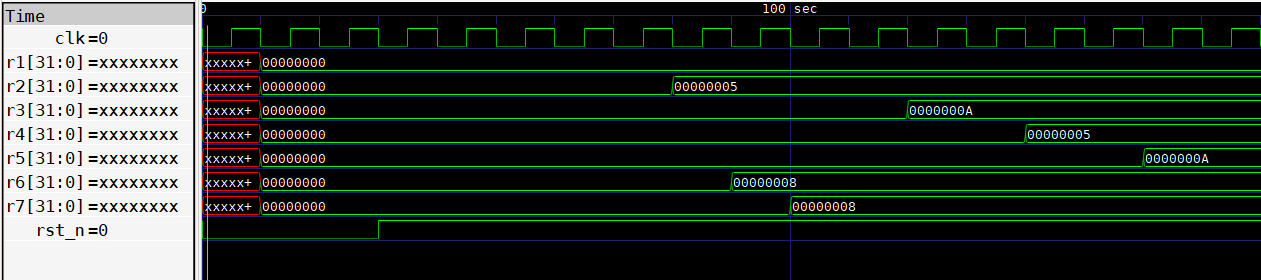 Time 0 100 sec
clk=0
r1[31:0]=xxxxxxxx xxxxx+ 00000000
r2[31:0]=xxxxxxxx xxxxx+ 00000000 00000005
r3[31:0]=xxxxxxxx xxxxx+ 00000000 0000000A
r4[31:0]=xxxxxxxx xxxxx+ 00000000 00000005
r5[31:0]=xxxxxxxx xxxxx+ 00000000 0000000A
r6[31:0]=xxxxxxxx xxxxx+ 00000000 00000008
r7[31:0]=xxxxxxxx xxxxx+ 00000000 00000008
rst_n=0